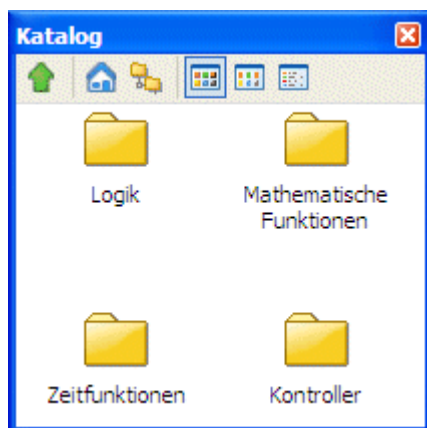 Katalog
Logik
Mathematische
Funktionen
Zeitfunktionen
Kontroller